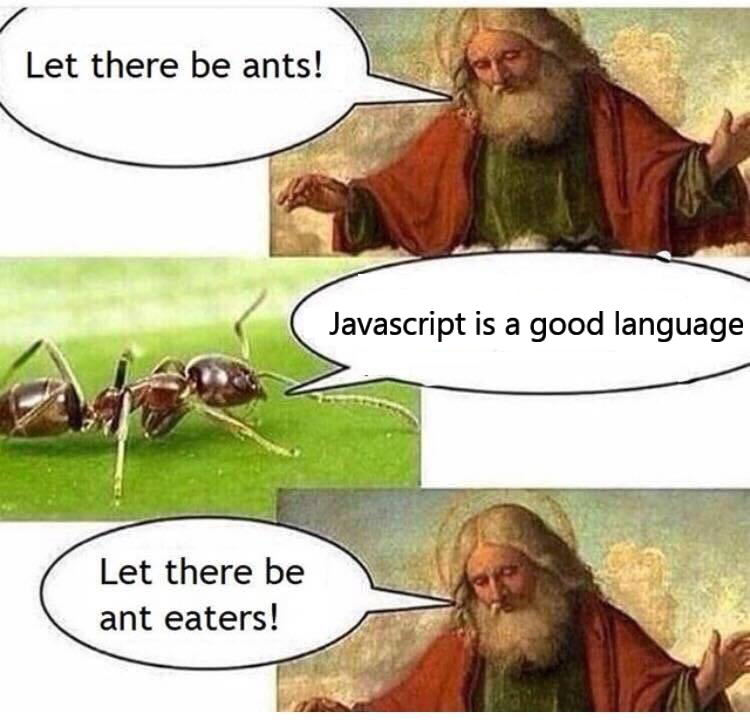 Let there be ants!
Javascript is a good language
Let there be
ant eaters!